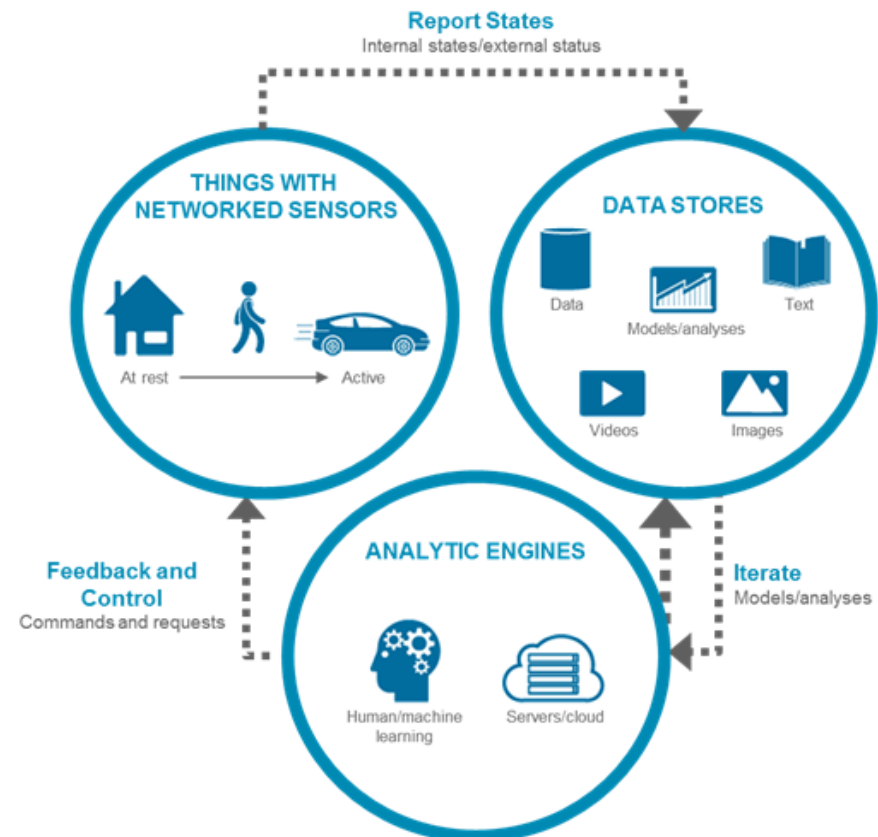 Report States
Internal states/external status
THINGS WITH
NETWORKED SENSORS
At rest
Active
DATA STORES
Data
Models/analyses
Text
Videos
Images
Feedback and
Control
Commands and requests
ANALYTIC ENGINES
Human/machine
learning
Servers/cloud
Iterate
Models/analyses